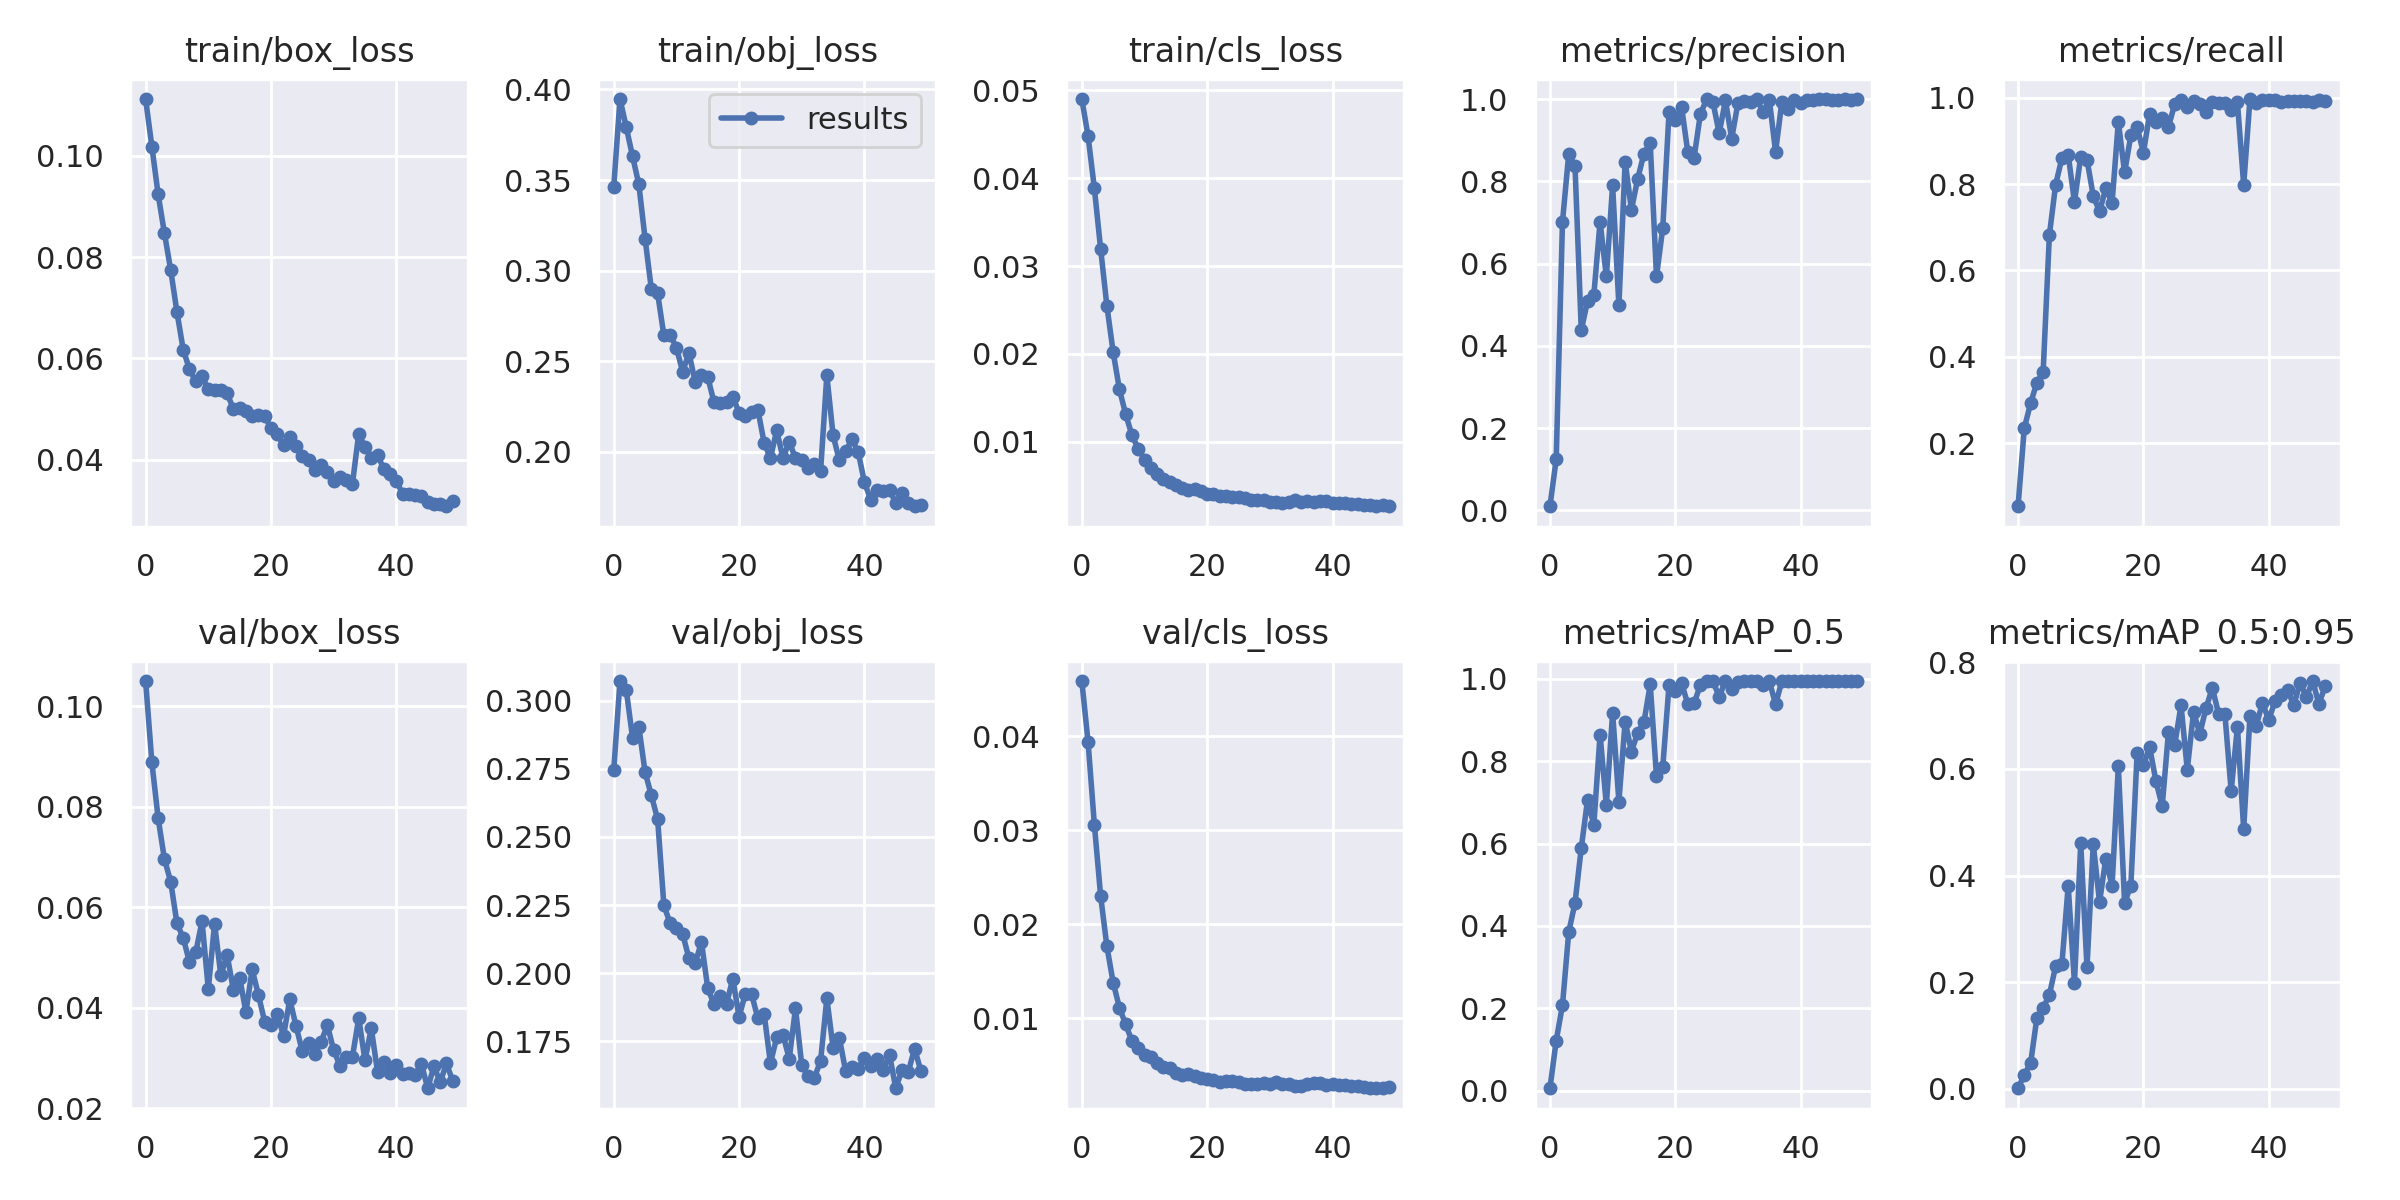 train/box_loss
0.10
0.08
0.06
0.04
0 20 40
train/obj_loss
0.40
0.35
0.30
0.25
0.20
results
0 20 40
train/cls_loss
0.05
0.04
0.03
0.02
0.01
0 20 40
metrics/precision
1.0
0.8
0.6
0.4
0.2
0.0
0 20 40
metrics/recall
1.0
0.8
0.6
0.4
0.2
0 20 40
val/box_loss
0.10
0.08
0.06
0.04
0.02
0 20 40
val/obj_loss
0.300
0.275
0.250
0.225
0.200
0.175
0 20 40
val/cls_loss
0.04
0.03
0.02
0.01
0 20 40
metrics/mAP_0.5
1.0
0.8
0.6
0.4
0.2
0.0
0 20 40
metrics/mAP_0.5:0.95
0.8
0.6
0.4
0.2
0.0
0 20 40